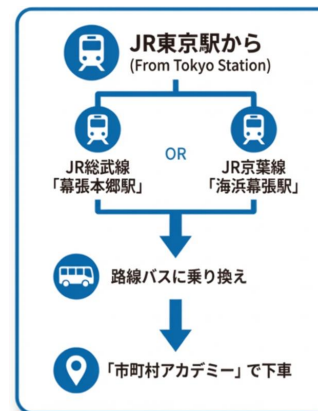 JR東京駅から
(From Tokyo Station)
JR総武線
「幕張本郷駅」
OR
JR京葉線
「海浜幕張駅」
路線バスに乗り換え
「市町村アカデミー」で下車